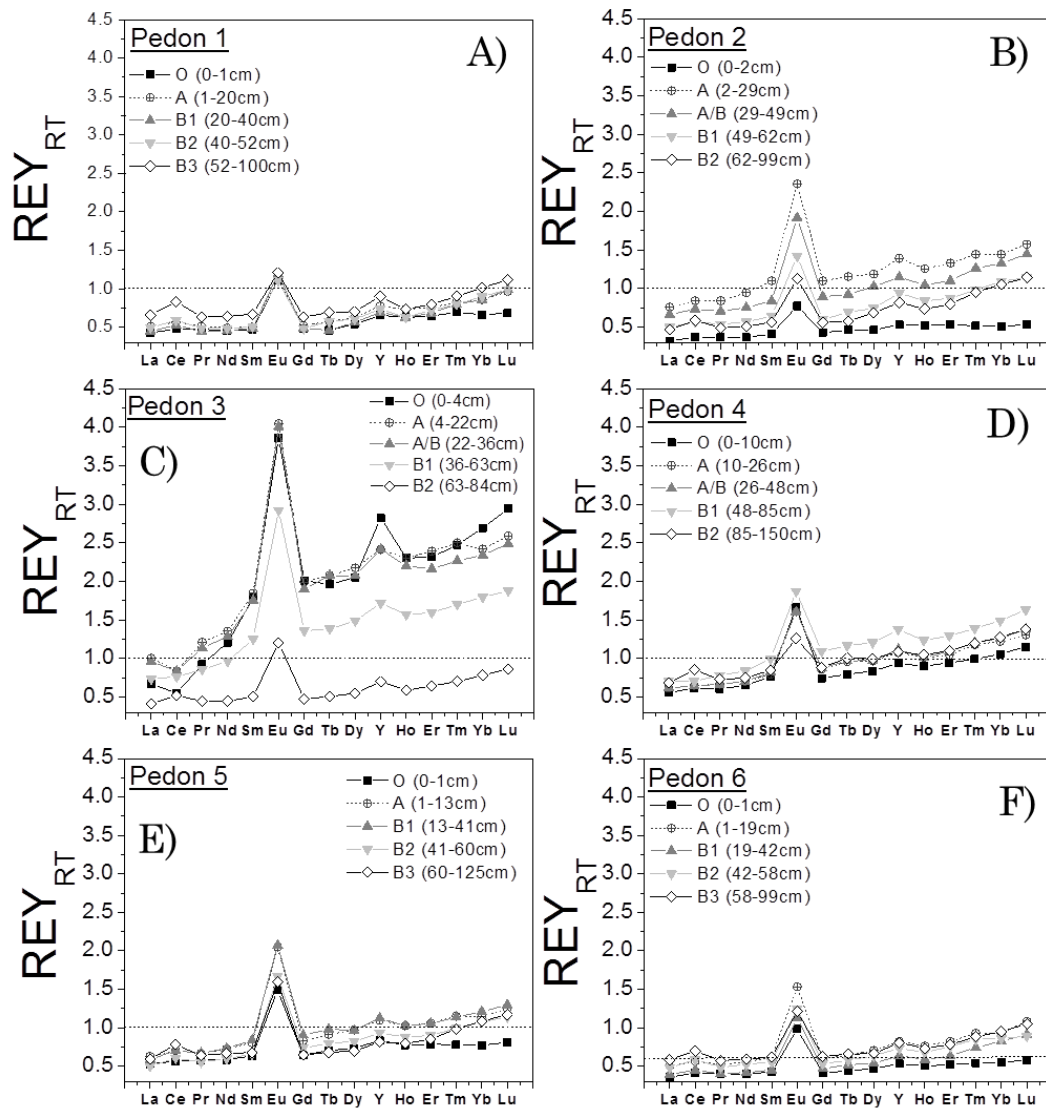 Pedon 1
A)
O (0-1cm)
A (1-20cm)
B1 (20-40cm)
B2 (40-52cm)
B3 (52-100cm)
REY RT
4.5
4.0
3.5
3.0
2.5
2.0
1.5
1.0
0.5
La Ce Pr Nd Sm Eu Gd Tb Dy Y Ho Er Tm Yb Lu
Pedon 2
B)
O (0-2cm)
A (2-29cm)
A/B (29-49cm)
B1 (49-62cm)
B2 (62-99cm)
REY RT
4.5
4.0
3.5
3.0
2.5
2.0
1.5
1.0
0.5
La Ce Pr Nd Sm Eu Gd Tb Dy Y Ho Er Tm Yb Lu
Pedon 3
C)
O (0-4cm)
A (4-22cm)
A/B (22-36cm)
B1 (36-63cm)
B2 (63-84cm)
REY RT
4.5
4.0
3.5
3.0
2.5
2.0
1.5
1.0
0.5
La Ce Pr Nd Sm Eu Gd Tb Dy Y Ho Er Tm Yb Lu
Pedon 4
D)
O (0-10cm)
A (10-26cm)
A/B (26-48cm)
B1 (48-85cm)
B2 (85-150cm)
REY RT
4.5
4.0
3.5
3.0
2.5
2.0
1.5
1.0
0.5
La Ce Pr Nd Sm Eu Gd Tb Dy Y Ho Er Tm Yb Lu
Pedon 5
E)
O (0-1cm)
A (1-13cm)
B1 (13-41cm)
B2 (41-60cm)
B3 (60-125cm)
REY RT
4.5
4.0
3.5
3.0
2.5
2.0
1.5
1.0
0.5
La Ce Pr Nd Sm Eu Gd Tb Dy Y Ho Er Tm Yb Lu
Pedon 6
F)
O (0-1cm)
A (1-19cm)
B1 (19-42cm)
B2 (42-58cm)
B3 (58-99cm)
REY RT
4.5
4.0
3.5
3.0
2.5
2.0
1.5
1.0
0.5
La Ce Pr Nd Sm Eu Gd Tb Dy Y Ho Er Tm Yb Lu